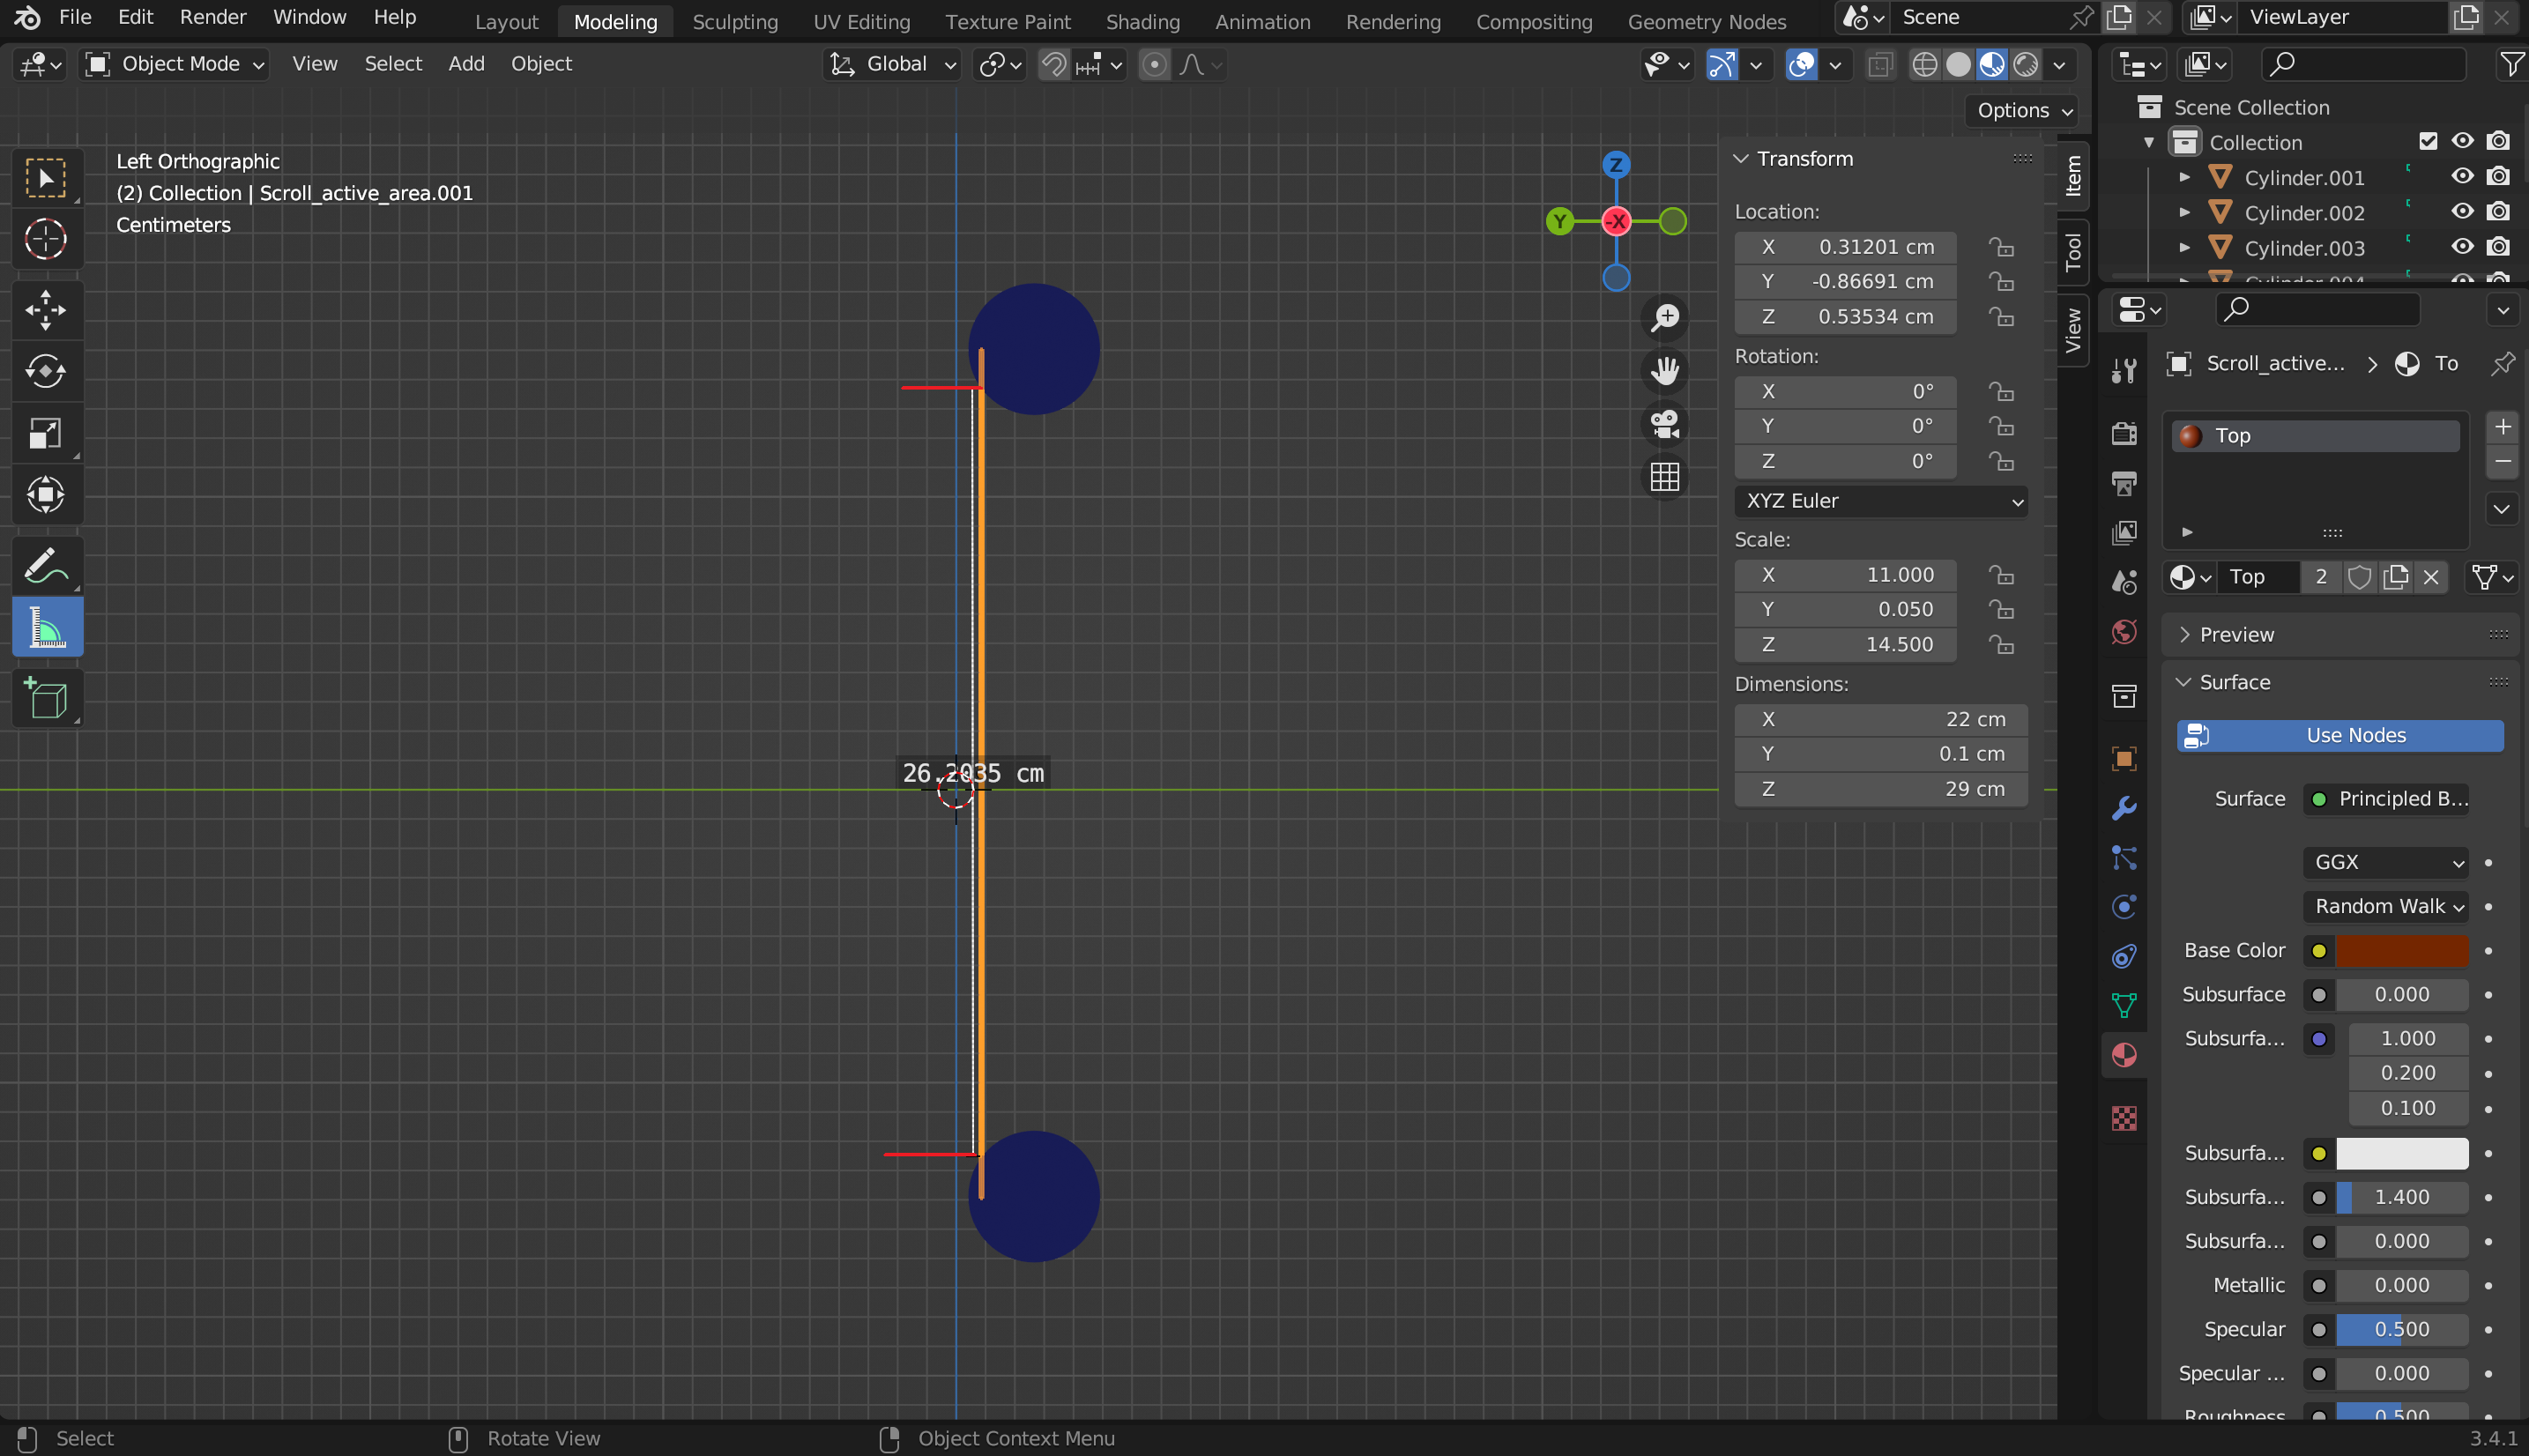 File Edit Render Window Help Layout Modeling Sculpting UV Editing Texture Paint Shading Animation Rendering Compositing Geometry Nodes Scene ViewLayer
Object Mode View Select Add Object Global
Options
Left Orthographic
(2) Collection | Scroll_active_area.001
Centimeters
26.2035 cm
Z
Y
-X
Transform
Location:
X 0.31201 cm
Y -0.86691 cm
Z 0.53534 cm
Rotation:
X 0°
Y 0°
Z 0°
XYZ Euler
Scale:
X 11.000
Y 0.050
Z 14.500
Dimensions:
X 22 cm
Y 0.1 cm
Z 29 cm
Item
Tool
View
Scene Collection
Collection
Cylinder.001
Cylinder.002
Cylinder.003
Scroll_active... To
Top
Top 2
Preview
Surface
Use Nodes
Surface Principled B...
GGX
Random Walk
Base Color
Subsurface 0.000
Subsurfa... 1.000
0.200
0.100
Subsurfa...
Subsurfa... 1.400
Subsurfa... 0.000
Metallic 0.000
Specular 0.500
Specular ... 0.000
Roughness 0.500
Select Rotate View Object Context Menu 3.4.1